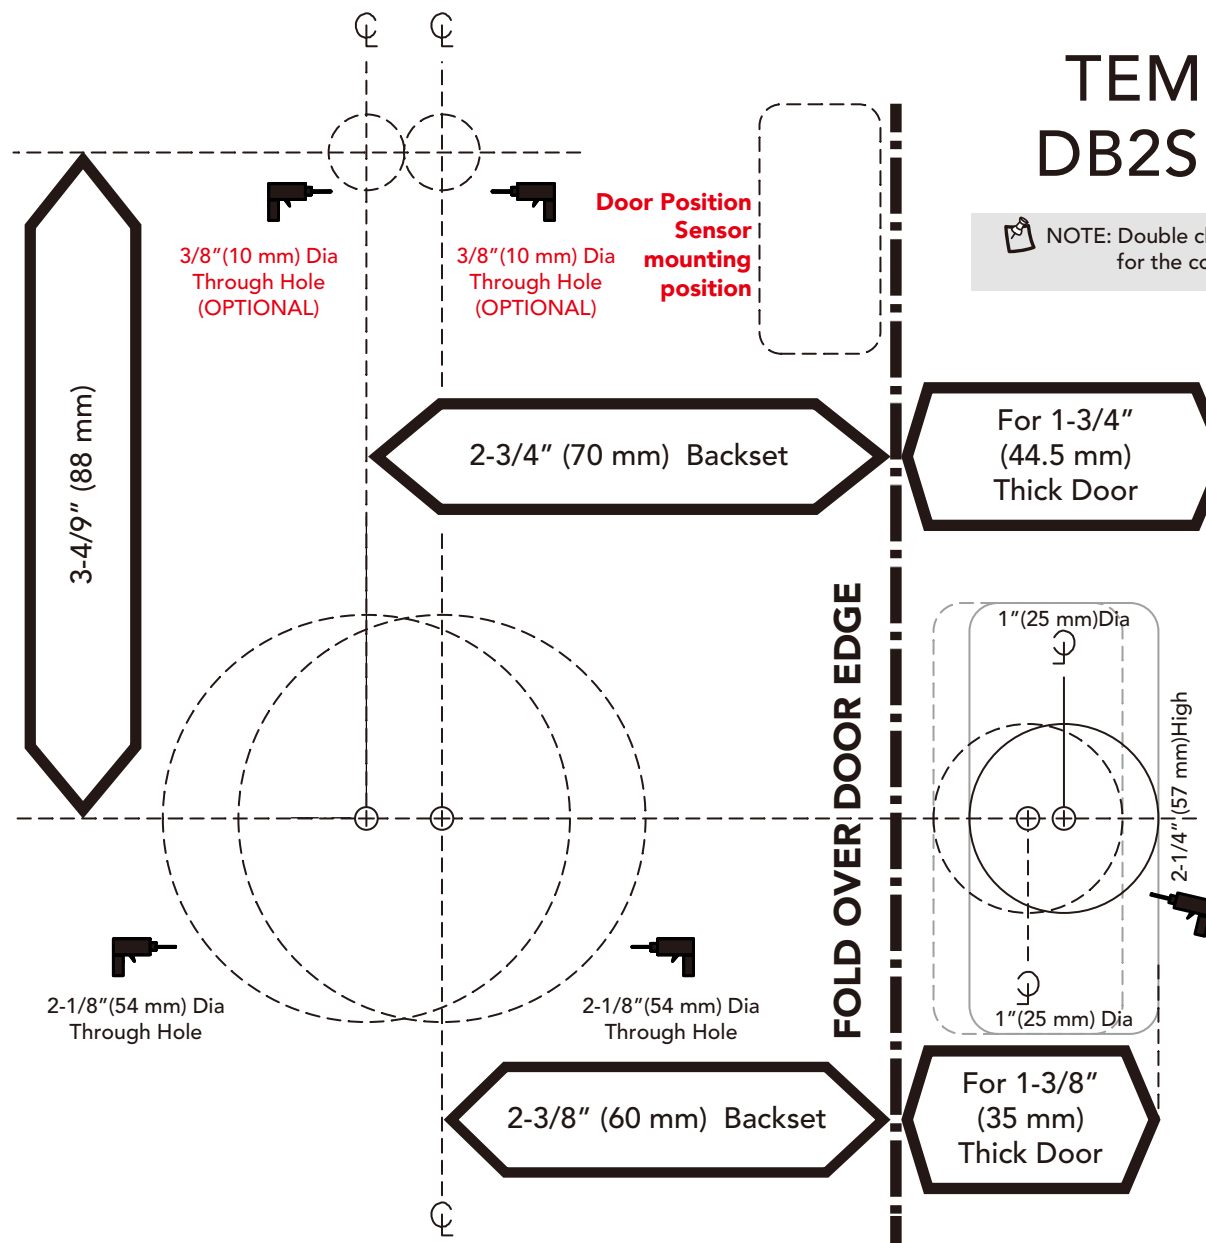 TEM
DB2S
NOTE: Double c
for the co
Door Position
Sensor
mounting
position
3/8"(10 mm) Dia
Through Hole
(OPTIONAL)
3/8"(10 mm) Dia
Through Hole
(OPTIONAL)
3-4/9" (88 mm)
2-3/4" (70 mm) Backset
For 1-3/4"
(44.5 mm)
Thick Door
FOLD OVER DOOR EDGE
1"(25 mm)Dia
2-1/4" (57 mm)High
1"(25 mm) Dia
2-1/8"(54 mm) Dia
Through Hole
2-1/8"(54 mm) Dia
Through Hole
2-3/8" (60 mm) Backset
For 1-3/8"
(35 mm)
Thick Door